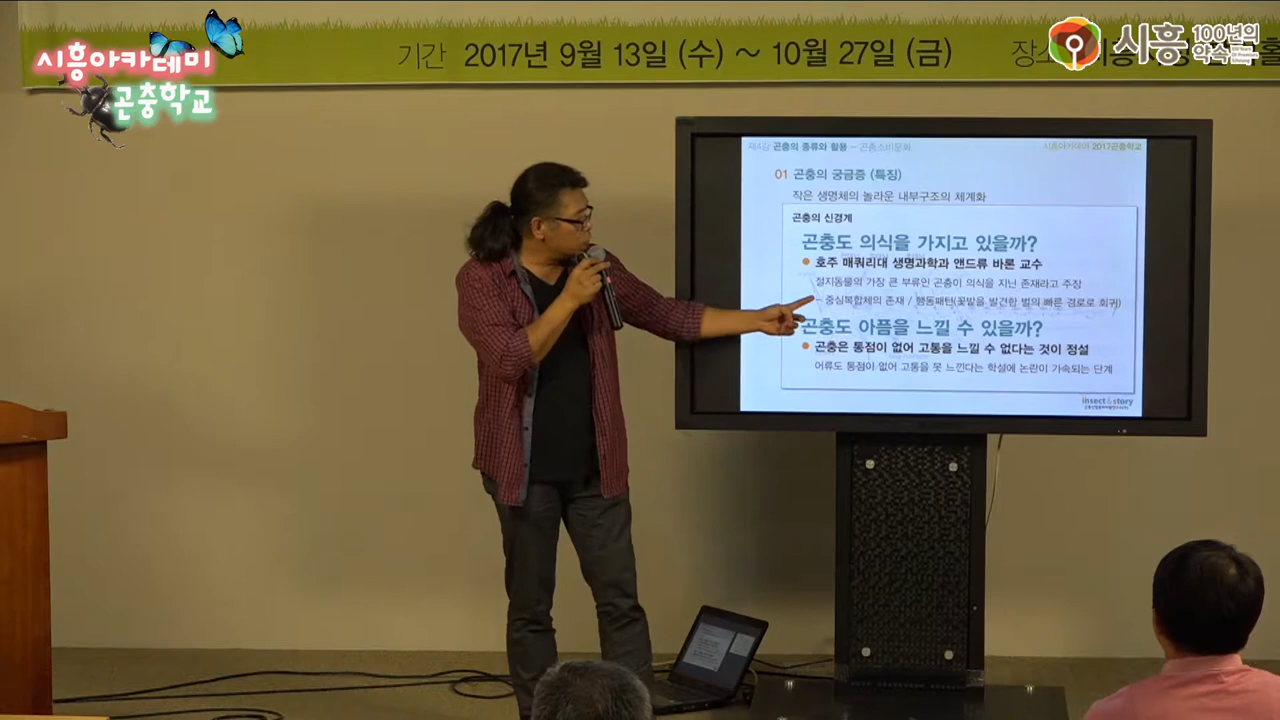 시흥아카데미
곤충학교
기간 2017년 9월 13일 (수) ~ 10월 27일 (금)
시흥 100년의 약속
제4강 곤충의 종류와 활용 - 곤충소비문화
시흥아카데미 2017곤충학교
01 곤충의 궁금증 (특징)
작은 생명체의 놀라운 내부구조의 체계화
곤충의 신경계
곤충도 의식을 가지고 있을까?
호주 매쿼리대 생명과학과 앤드류 바론 교수
절지동물의 가장 큰 부류인 곤충이 의식을 지닌 존재라고 주장
- 중심복합체의 존재 / 행동패턴(꽃밭을 발견한 벌의 빠른 경로로 회귀)
곤충도 아픔을 느낄 수 있을까?
곤충은 통점이 없어 고통을 느낄 수 없다는 것이 정설
어류도 통점이 없어 고통을 못 느낀다는 학설에 논란이 가속되는 단계
insect & story